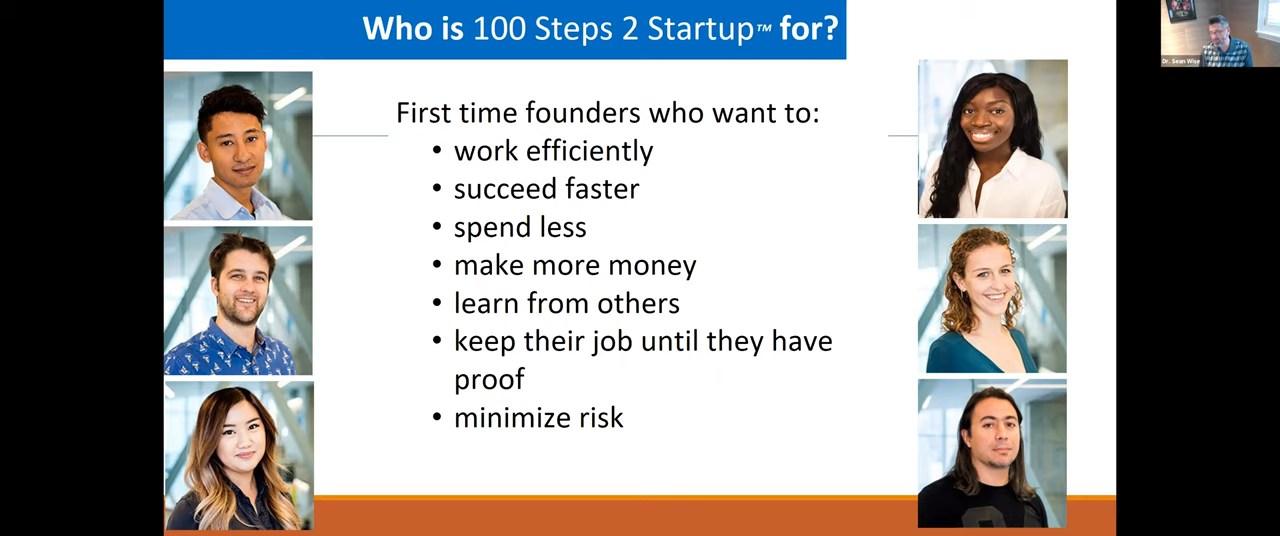 Who is 100 Steps 2 Startup™ for?
First time founders who want to:
• work efficiently
• succeed faster
• spend less
• make more money
• learn from others
• keep their job until they have
proof
• minimize risk
Dr. Sean Wise